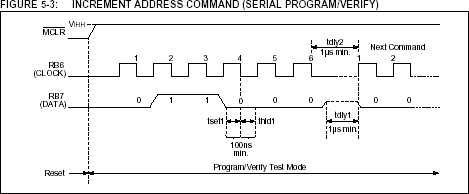 FIGURE 5-3: INCREMENT ADDRESS COMMAND (SERIAL PROGRAM/VERIFY)
VIHH
MCLR
tdly2
1µs min.
Next Command
1 2 3 4 5 6 1 2
RB6
(CLOCK)
RB7
(DATA)
0 1 1 0 0 0 0 0
tset1 thld1
tdly1
1µs min.
100ns
min.
Reset
Program/Verify Test Mode